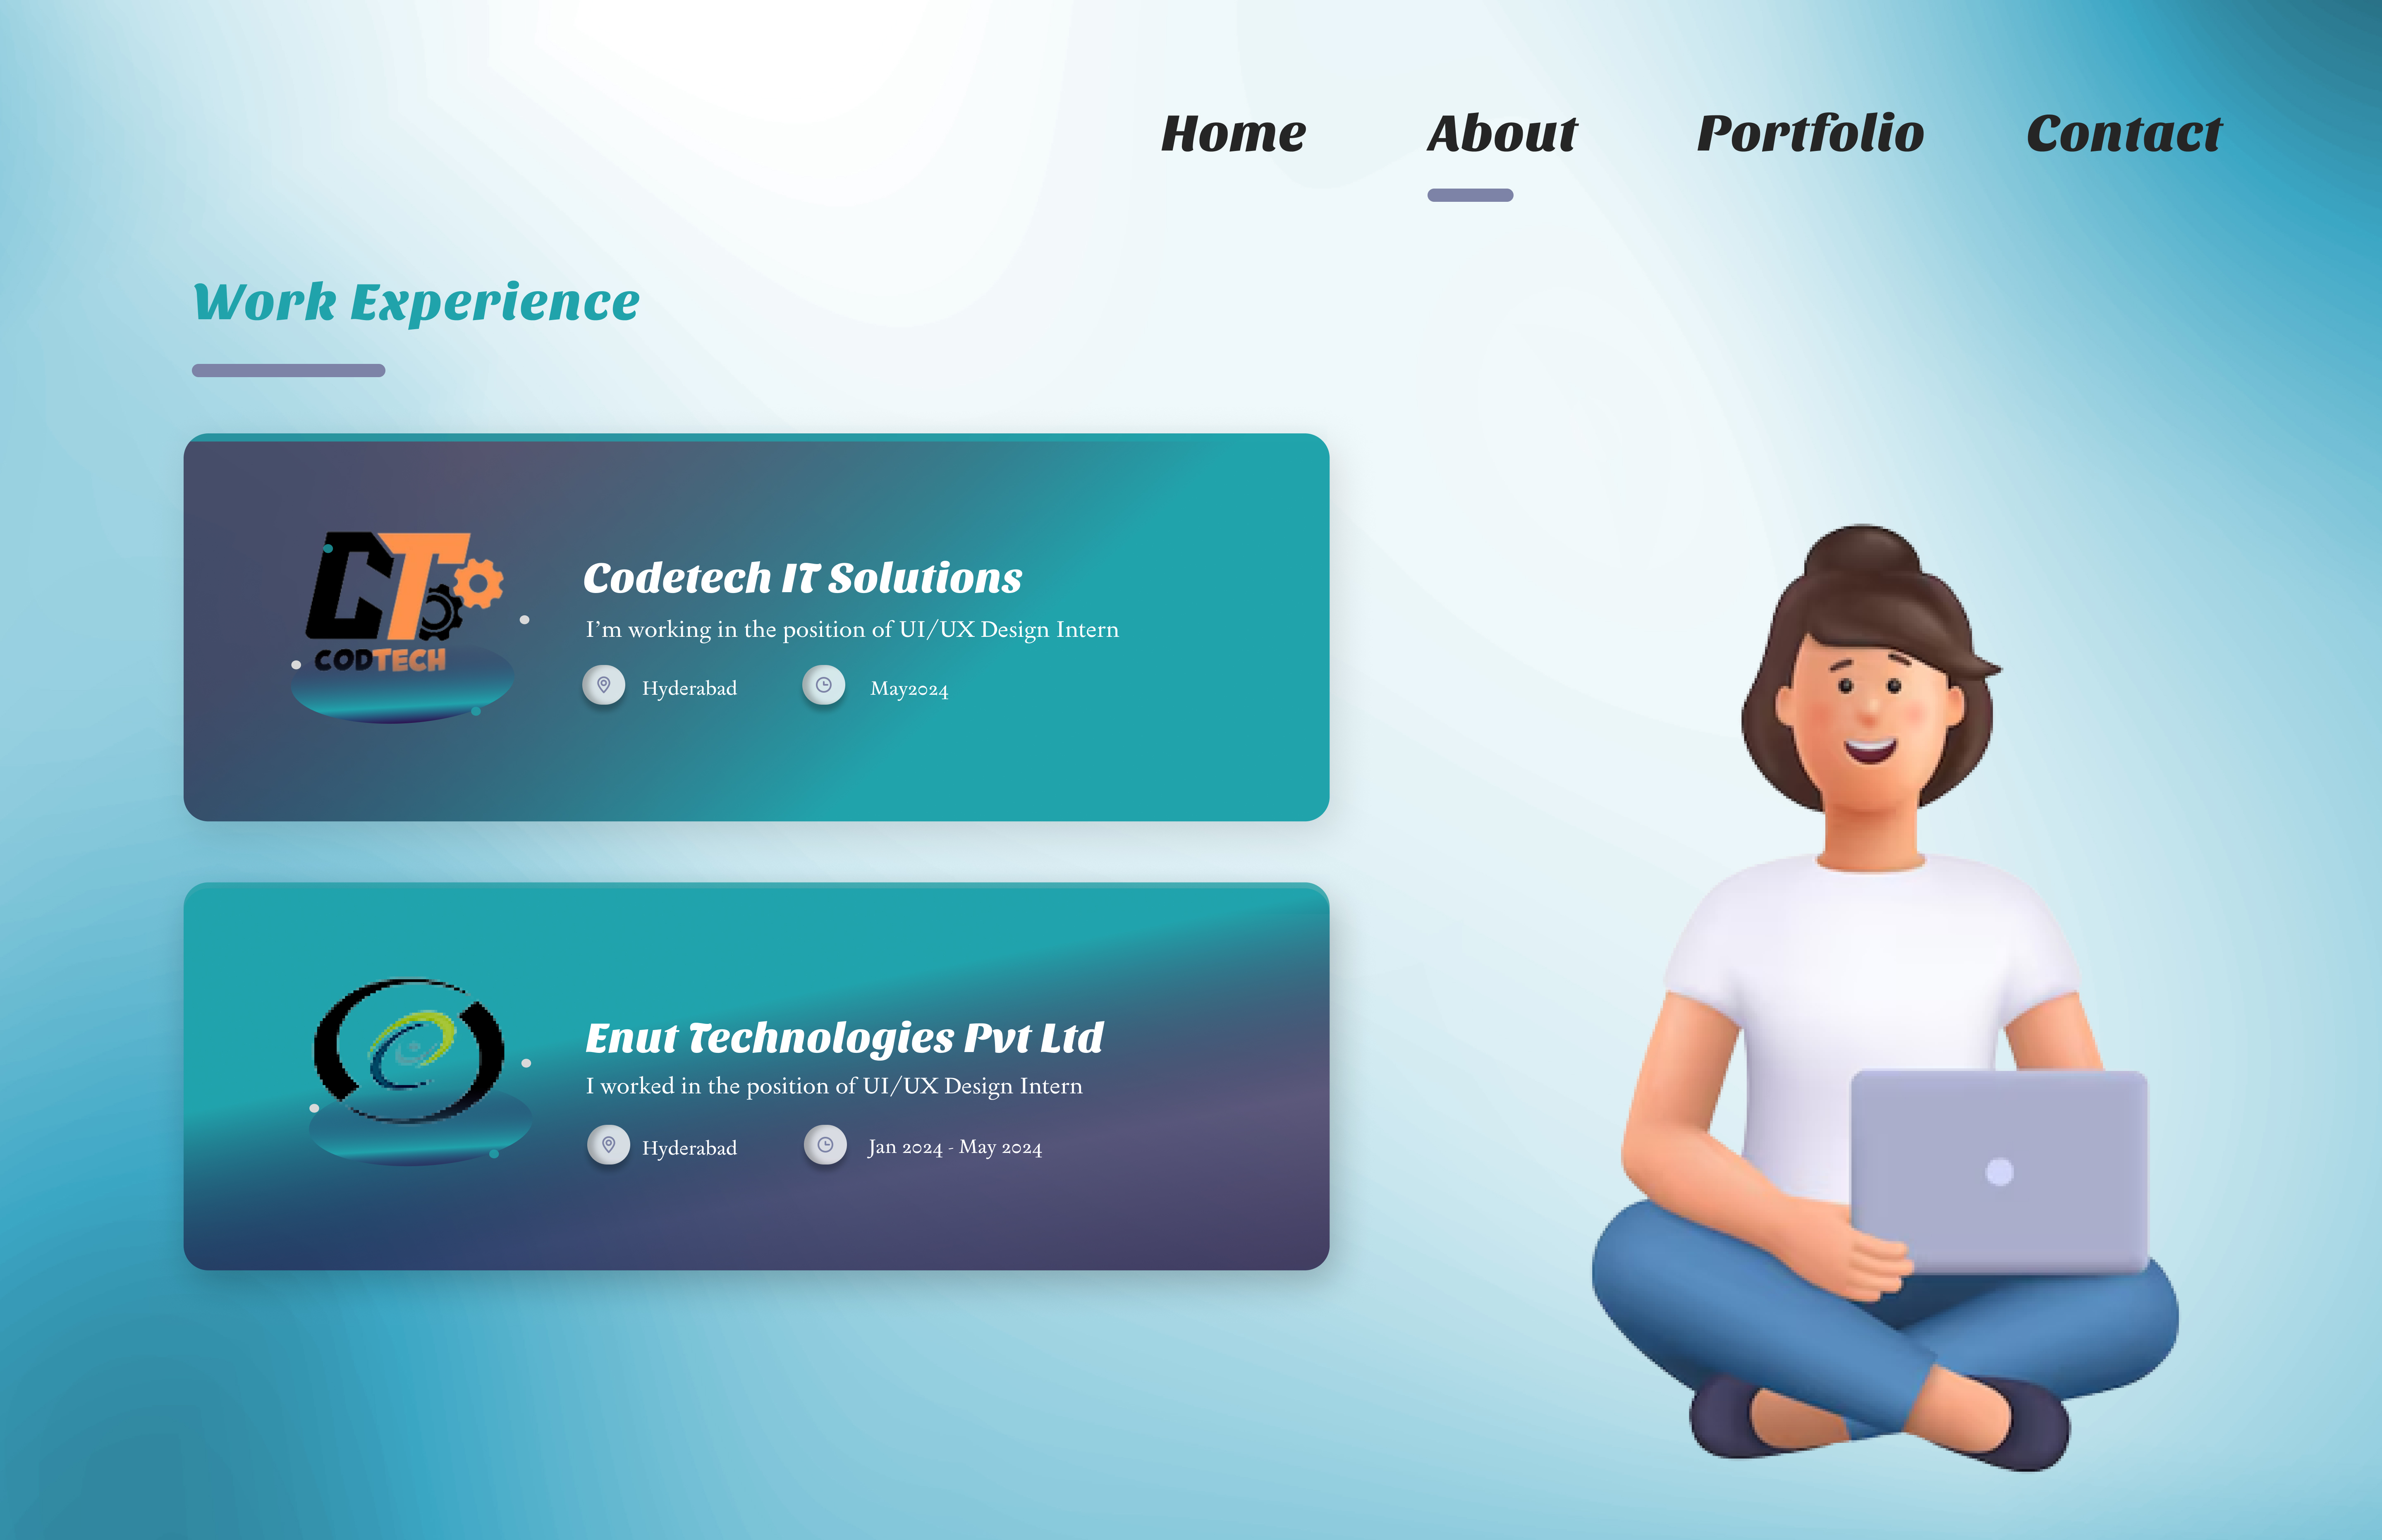 Home About Portfolio Contact
Work Experience
CT
CODTECH
Codetech IT Solutions
I'm working in the position of UI/UX Design Intern
Hyderabad May2024
Enut Technologies Pvt Ltd
I worked in the position of UI/UX Design Intern
Hyderabad Jan 2024 - May 2024